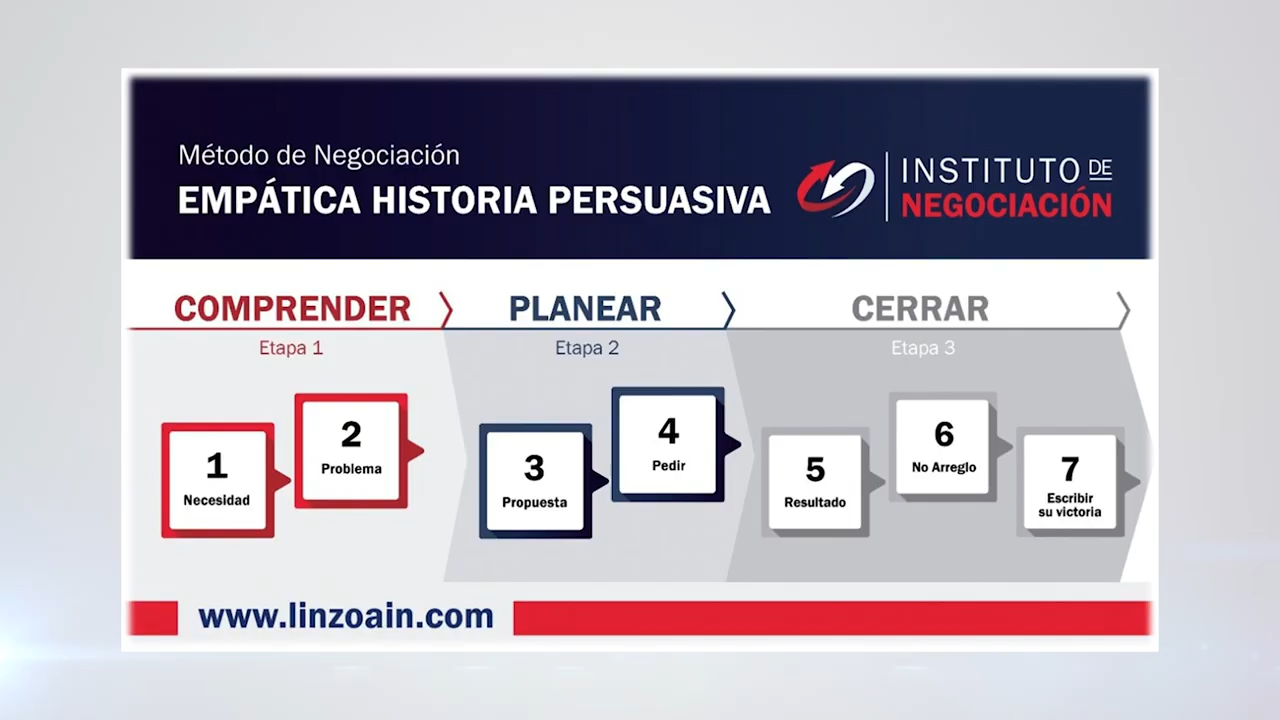 Método de Negociación
EMPÁTICA HISTORIA PERSUASIVA
INSTITUTO DE
NEGOCIACIÓN
COMPRENDER
Etapa 1
PLANEAR
Etapa 2
CERRAR
Etapa 3
1
Necesidad
2
Problema
3
Propuesta
4
Pedir
5
Resultado
6
No Arreglo
7
Escribir
su victoria
www.linzoain.com